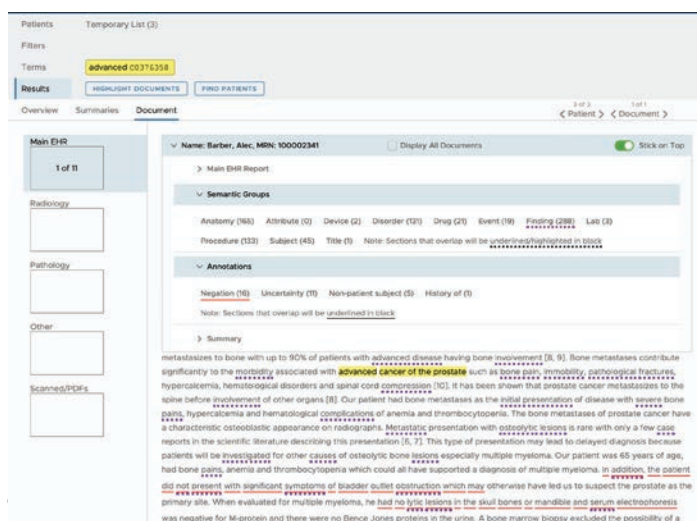 Patients Temporary List (3)
Filters
Terms advanced C0376358
Results HIGHLIGHT DOCUMENTS FIND PATIENTS
Overview Summaries Document
2 of 3 1 of 1
< Patient > < Document >
Main EHR
1 of 11
Radiology
Pathology
Other
Scanned/PDFs
Name: Barber, Alec, MRN: 100002341 Display All Documents Stick on Top
Main EHR Report
Semantic Groups
Anatomy (165) Attribute (0) Device (2) Disorder (131) Drug (21) Event (19) Finding (288) Lab (3)
Procedure (133) Subject (45) Title (1) Note: Sections that overlap will be underlined/highlighted in black
Annotations
Negation (16) Uncertainty (11) Non-patient subject (5) History of (1)
Note: Sections that overlap will be underlined in black
Summary
metastasizes to bone with up to 90% of patients with advanced disease having bone involvement [8, 9]. Bone metastases contribute
significantly to the morbidity associated with advanced cancer of the prostate such as bone pain, immobility, pathological fractures,
hypercalcemia, hematological disorders and spinal cord compression [10]. It has been shown that prostate cancer metastasizes to the
spine before involvement of other organs [8]. Our patient had bone metastases as the initial presentation of disease with severe bone
pains, hypercalcemia and hematological complications of anemia and thrombocytopenia. The bone metastases of prostate cancer have
a characteristic osteoblastic appearance on radiographs. Metastatic presentation with osteolytic lesions is rare with only a few case
reports in the scientific literature describing this presentation [6, 7]. This type of presentation may lead to delayed diagnosis because
patients will be investigated for other causes of osteolytic bone lesions especially multiple myeloma. Our patient was 65 years of age,
had bone pains, anemia and thrombocytopenia which could all have supported a diagnosis of multiple myeloma. In addition, the patient
did not present with significant symptoms of bladder outlet obstruction which may otherwise have led us to suspect the prostate as the
primary site. When evaluated for multiple myeloma, he had no lytic lesions in the skull bones or mandible and serum electrophoresis
was negative for M-protein and there were no Bence Jones proteins in the urine. A bone marrow biopsy excluded the possibility of a